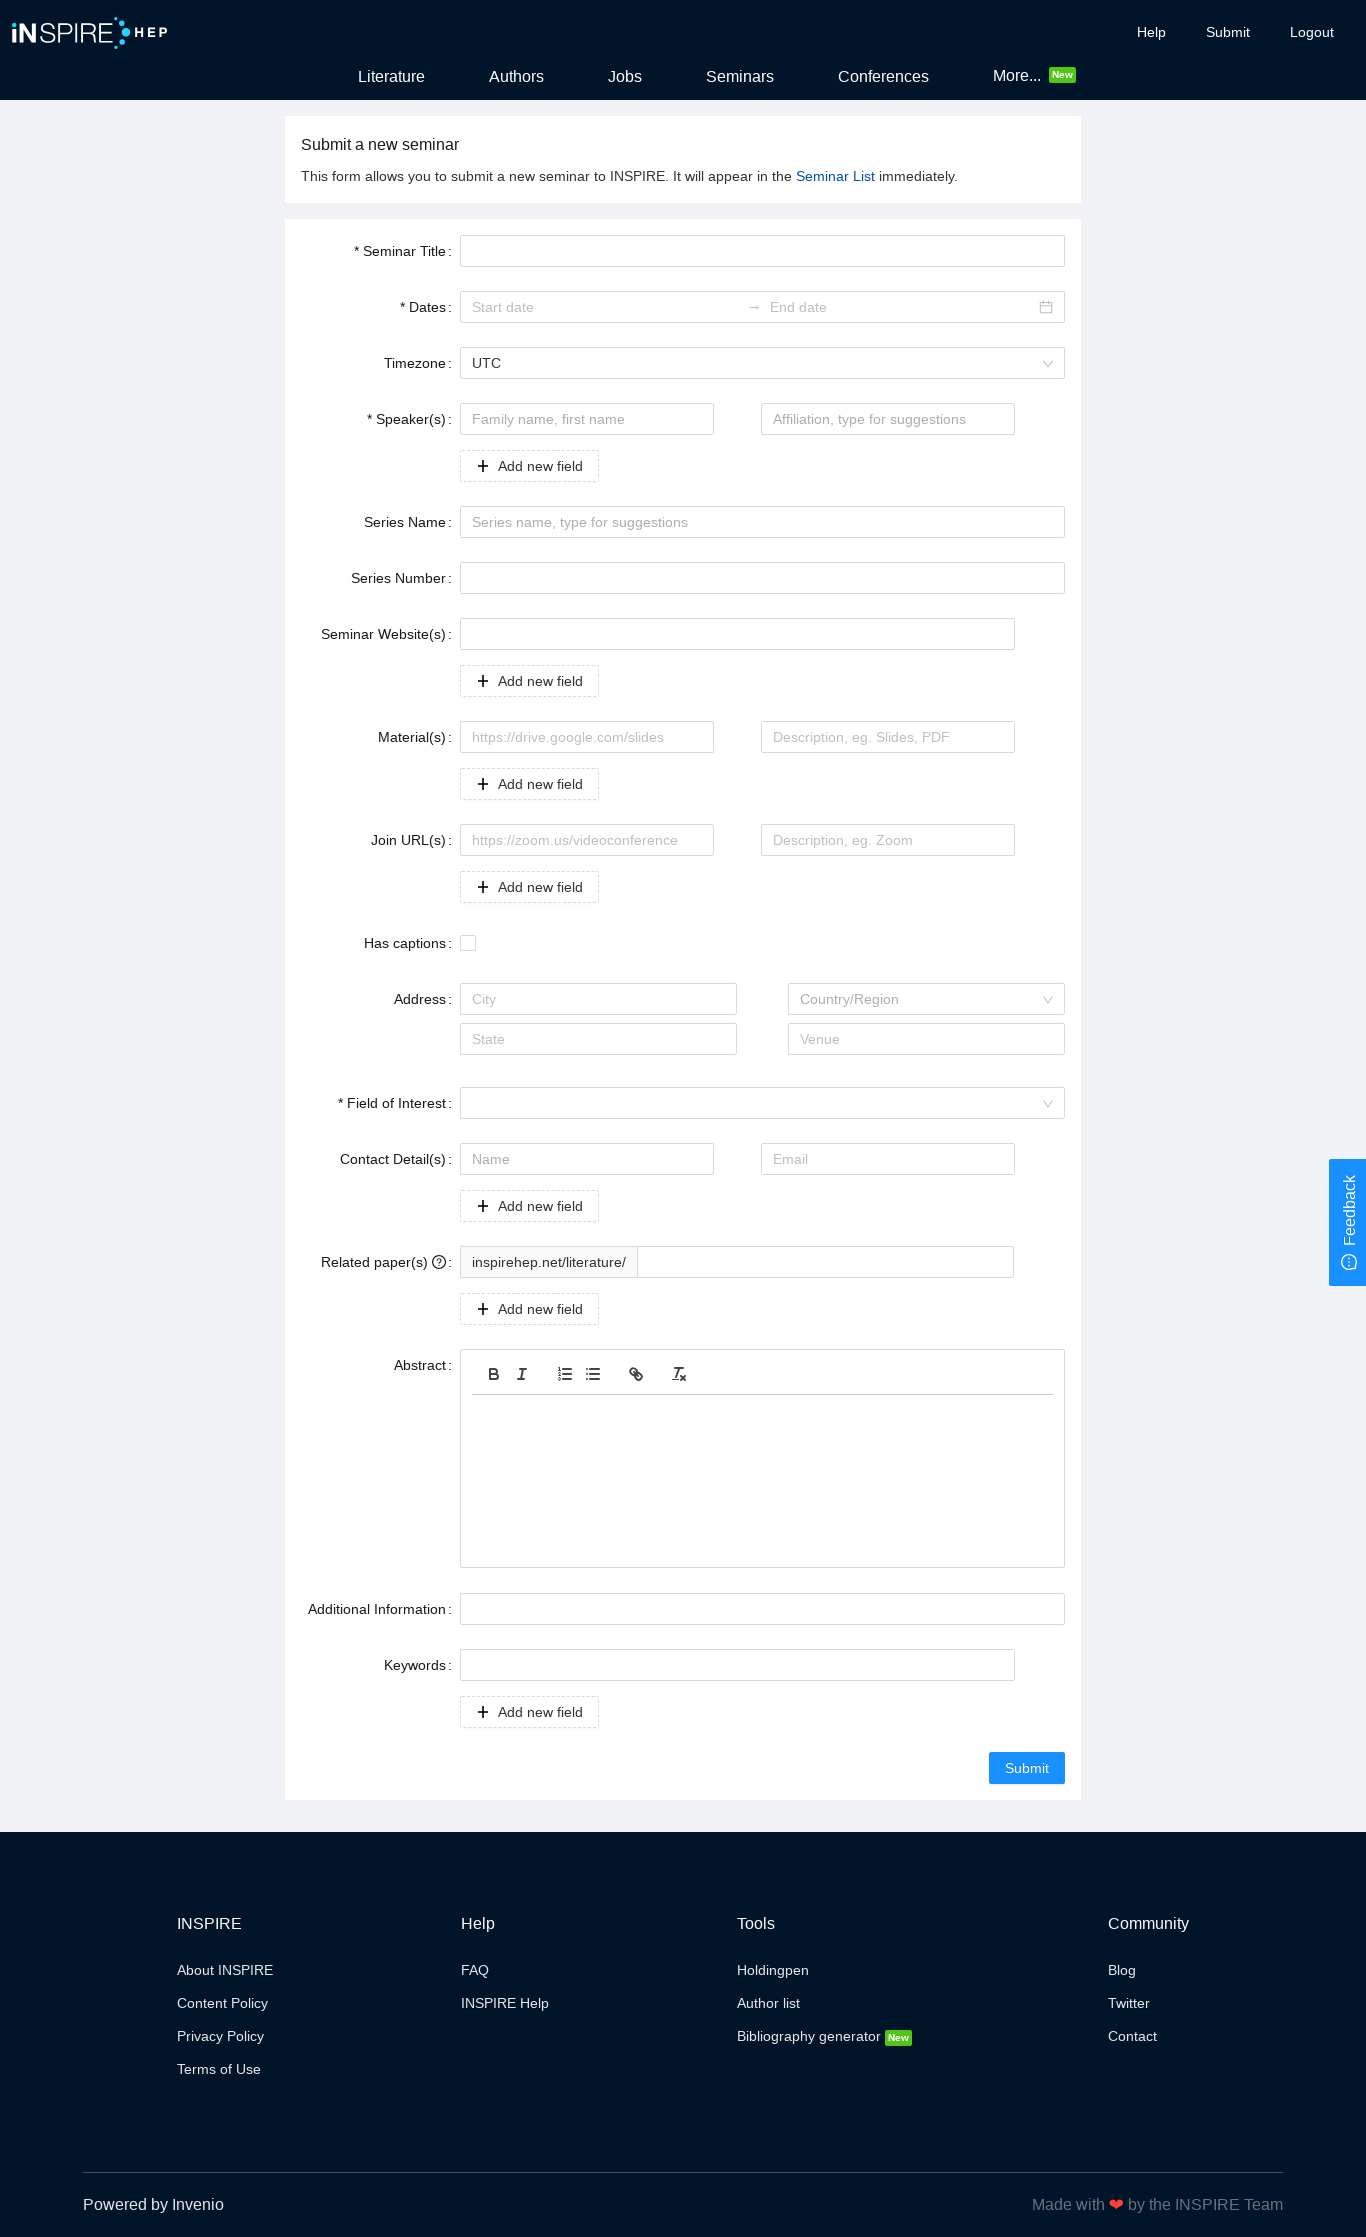 iNSPIRE HEP
Help Submit Logout
Literature Authors Jobs Seminars Conferences More... New
Submit a new seminar
This form allows you to submit a new seminar to INSPIRE. It will appear in the Seminar List immediately.
* Seminar Title:
* Dates: Start date → End date
Timezone: UTC
* Speaker(s): Family name, first name Affiliation, type for suggestions
+ Add new field
Series Name: Series name, type for suggestions
Series Number:
Seminar Website(s):
+ Add new field
Material(s): https://drive.google.com/slides Description, eg. Slides, PDF
+ Add new field
Join URL(s): https://zoom.us/videoconference Description, eg. Zoom
+ Add new field
Has captions:
Address: City Country/Region
State Venue
* Field of Interest:
Contact Detail(s): Name Email
Feedback
+ Add new field
Related paper(s) ?: inspirehep.net/literature/
+ Add new field
Abstract:
Additional Information:
Keywords:
+ Add new field
Submit
INSPIRE Help Tools Community
About INSPIRE FAQ Holdingpen Blog
Content Policy INSPIRE Help Author list Twitter
Privacy Policy Bibliography generator New Contact
Terms of Use
Powered by Invenio Made with ❤ by the INSPIRE Team